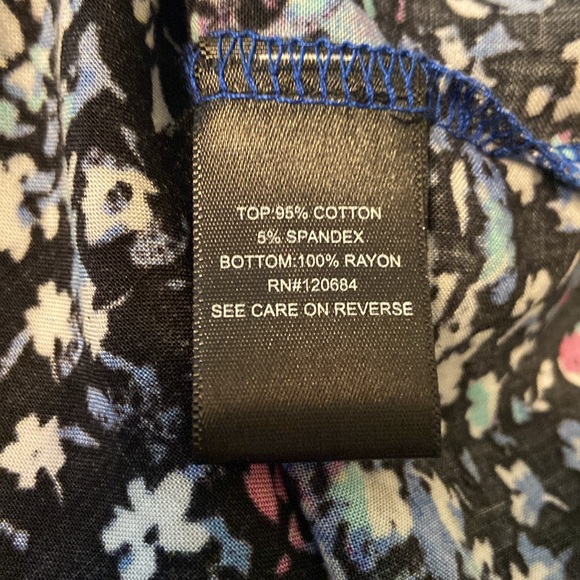 TOP:95% COTTON
5% SPANDEX
BOTTOM:100% RAYON
RN#120684
SEE CARE ON REVERSE